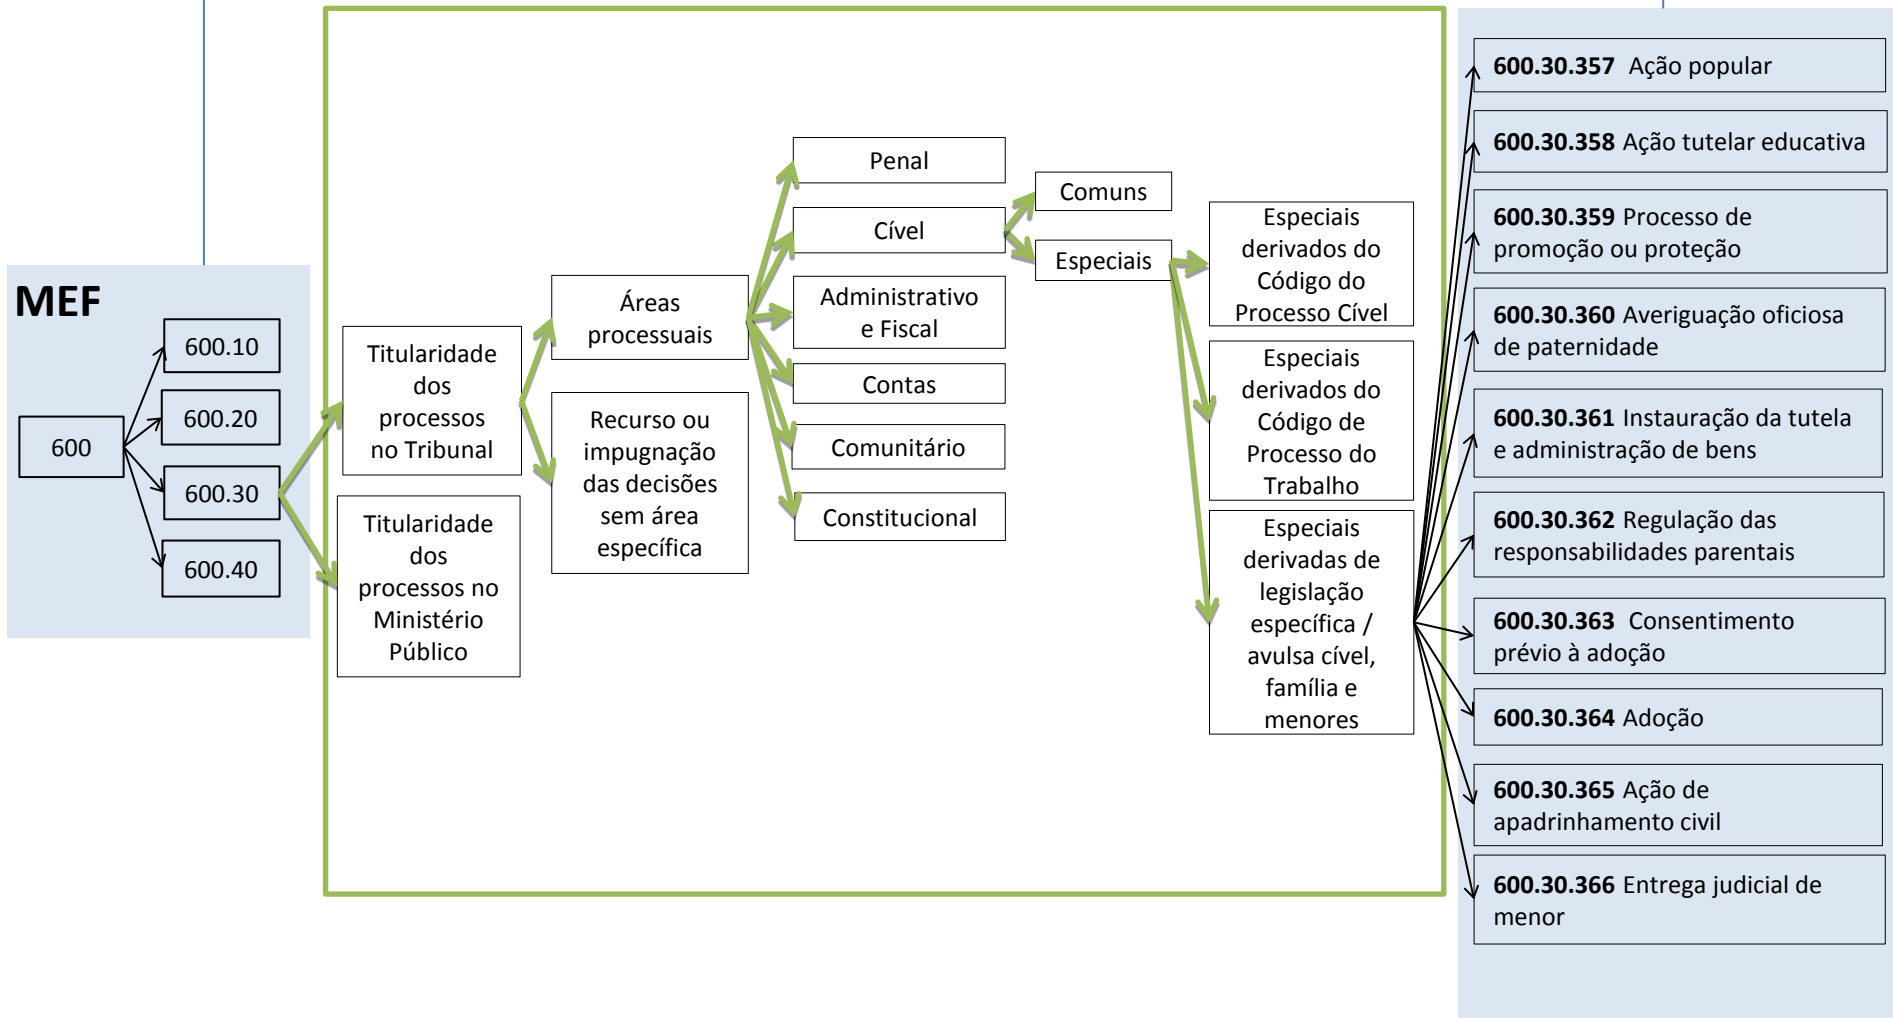 MEF
600
600.10
600.20
600.30
600.40
Titularidade
dos
processos
no Tribunal
Titularidade
dos
processos no
Ministério
Público
Áreas
processuais
Recurso ou
impugnação
das decisões
sem área
específica
Penal
Cível
Administrativo
e Fiscal
Contas
Comunitário
Constitucional
Comuns
Especiais
Especiais
derivados do
Código do
Processo Cível
Especiais
derivados do
Código de
Processo do
Trabalho
Especiais
derivadas de
legislação
específica /
avulsa cível,
família e
menores
600.30.357 Ação popular
600.30.358 Ação tutelar educativa
600.30.359 Processo de
promoção ou proteção
600.30.360 Averiguação oficiosa
de paternidade
600.30.361 Instauração da tutela
e administração de bens
600.30.362 Regulação das
responsabilidades parentais
600.30.363 Consentimento
prévio à adoção
600.30.364 Adoção
600.30.365 Ação de
apadrinhamento civil
600.30.366 Entrega judicial de
menor